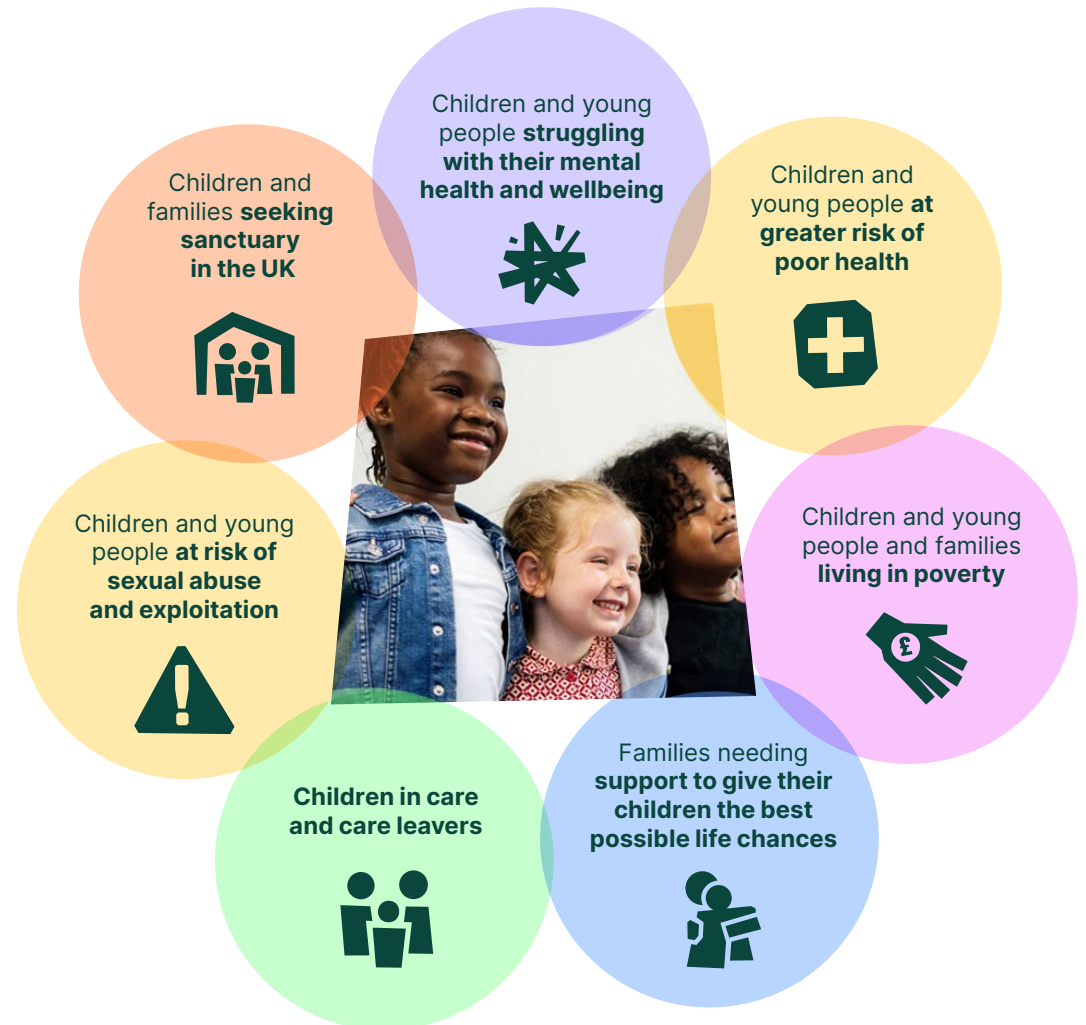 Children and young
people struggling
with their mental
health and wellbeing
Children and
young people at
greater risk of
poor health
Children and young
people and families
living in poverty
£
Families needing
support to give their
children the best
possible life chances
Children in care
and care leavers
Children and young
people at risk of
sexual abuse
and exploitation
Children and
families seeking
sanctuary
in the UK